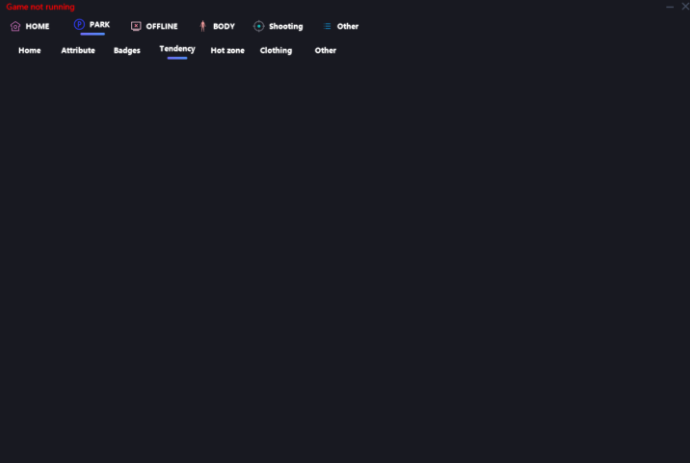 Game not running
HOME PARK OFFLINE BODY Shooting Other
Home Attribute Badges Tendency Hot zone Clothing Other